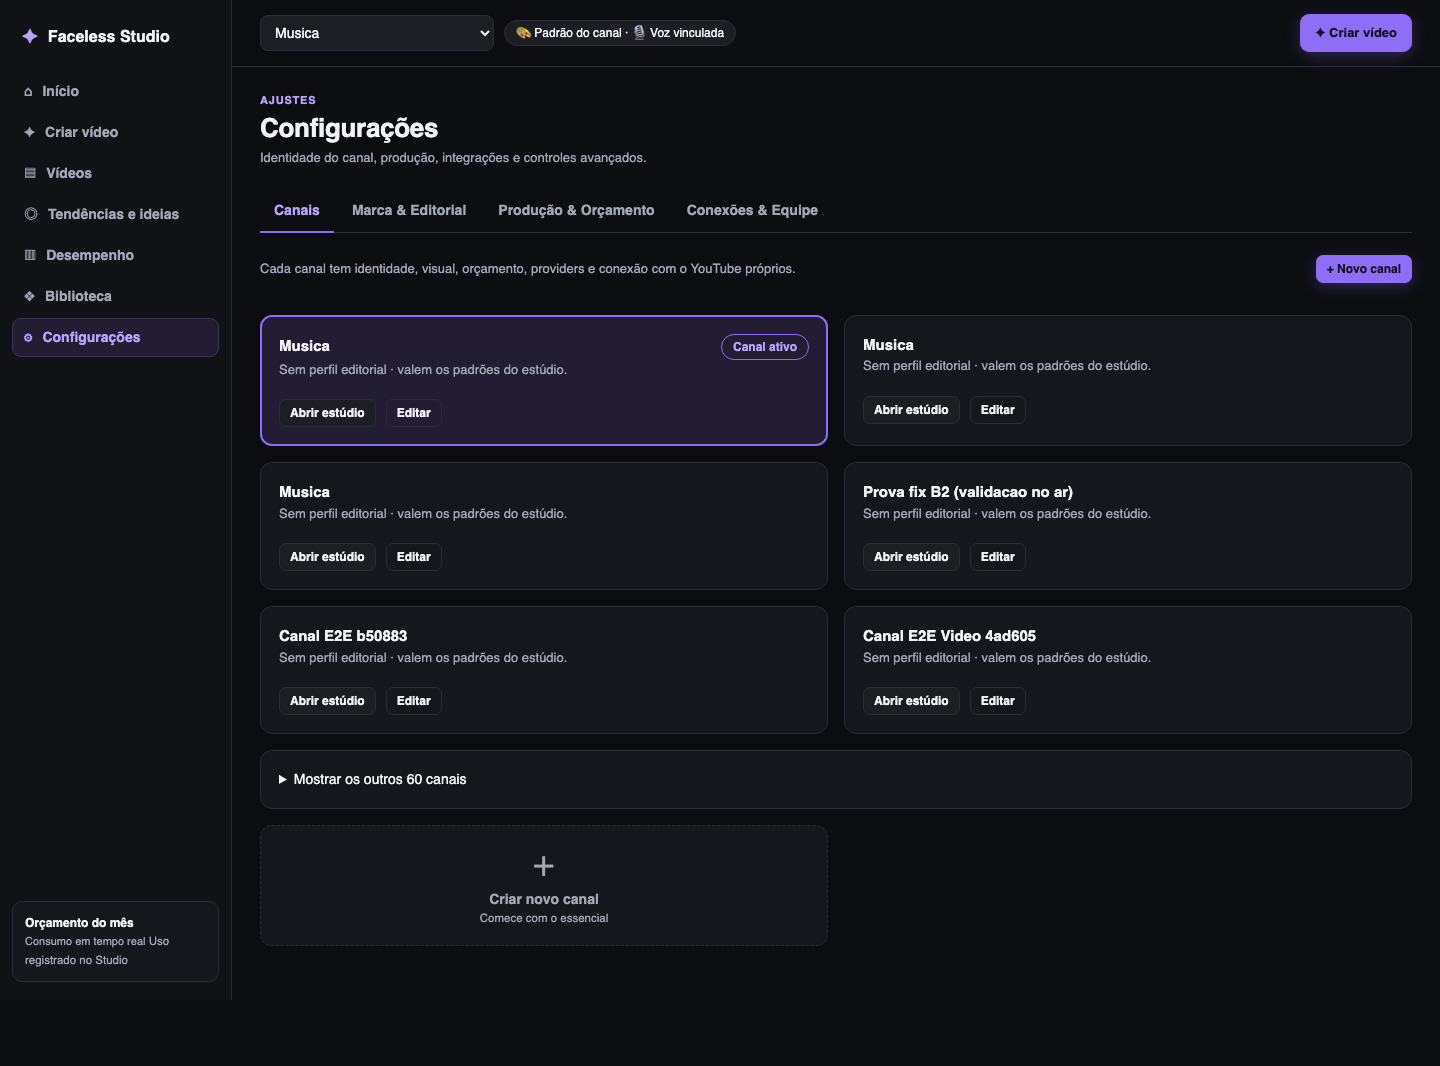 Faceless Studio
Início
Criar vídeo
Vídeos
Tendências e ideias
Desempenho
Biblioteca
Configurações
Orçamento do mês
Consumo em tempo real Uso
registrado no Studio
Musica
Padrão do canal · Voz vinculada
Criar vídeo
AJUSTES
Configurações
Identidade do canal, produção, integrações e controles avançados.
Canais
Marca & Editorial
Produção & Orçamento
Conexões & Equipe
Cada canal tem identidade, visual, orçamento, providers e conexão com o YouTube próprios.
+ Novo canal
Musica
Canal ativo
Sem perfil editorial · valem os padrões do estúdio.
Abrir estúdio
Editar
Musica
Sem perfil editorial · valem os padrões do estúdio.
Abrir estúdio
Editar
Musica
Sem perfil editorial · valem os padrões do estúdio.
Abrir estúdio
Editar
Prova fix B2 (validacao no ar)
Sem perfil editorial · valem os padrões do estúdio.
Abrir estúdio
Editar
Canal E2E b50883
Sem perfil editorial · valem os padrões do estúdio.
Abrir estúdio
Editar
Canal E2E Video 4ad605
Sem perfil editorial · valem os padrões do estúdio.
Abrir estúdio
Editar
Mostrar os outros 60 canais
+
Criar novo canal
Comece com o essencial